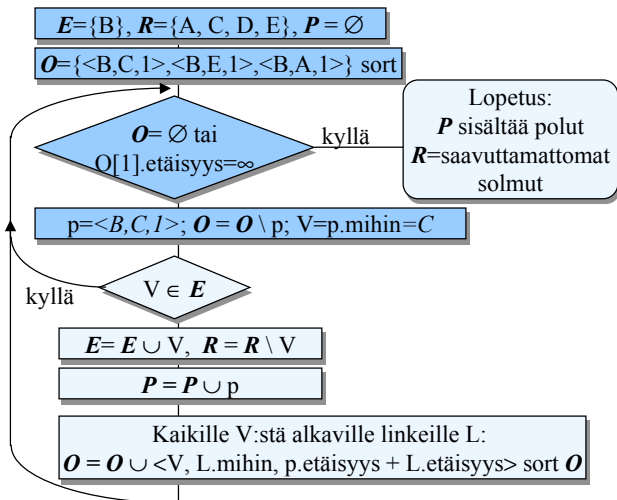 E={B}, R={A, C, D, E}, P = ∅
O={<B,C,1>,<B,E,1>,<B,A,1>} sort
O= ∅ tai
O[1].etäisyys=∞
kyllä
Lopetus:
P sisältää polut
R=saavuttamattomat
solmut
p=<B,C,1>; O = O \ p; V=p.mihin=C
V ∈ E
kyllä
E= E ∪ V, R = R \ V
P = P ∪ p
Kaikille V:stä alkaville linkeille L:
O = O ∪ <V, L.mihin, p.etäisyys + L.etäisyys> sort O